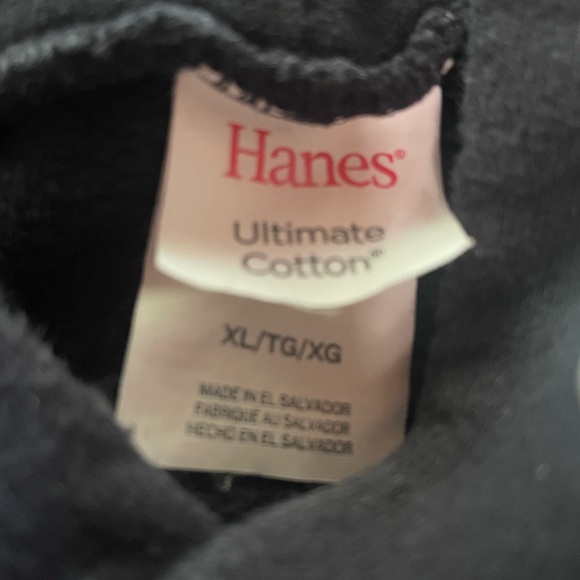 Hanes®
Ultimate
Cotton®
XL/TG/XG
MADE IN EL SALVADOR
FABRIQUE AU SALVADOR
HECHO EN EL SALVADOR